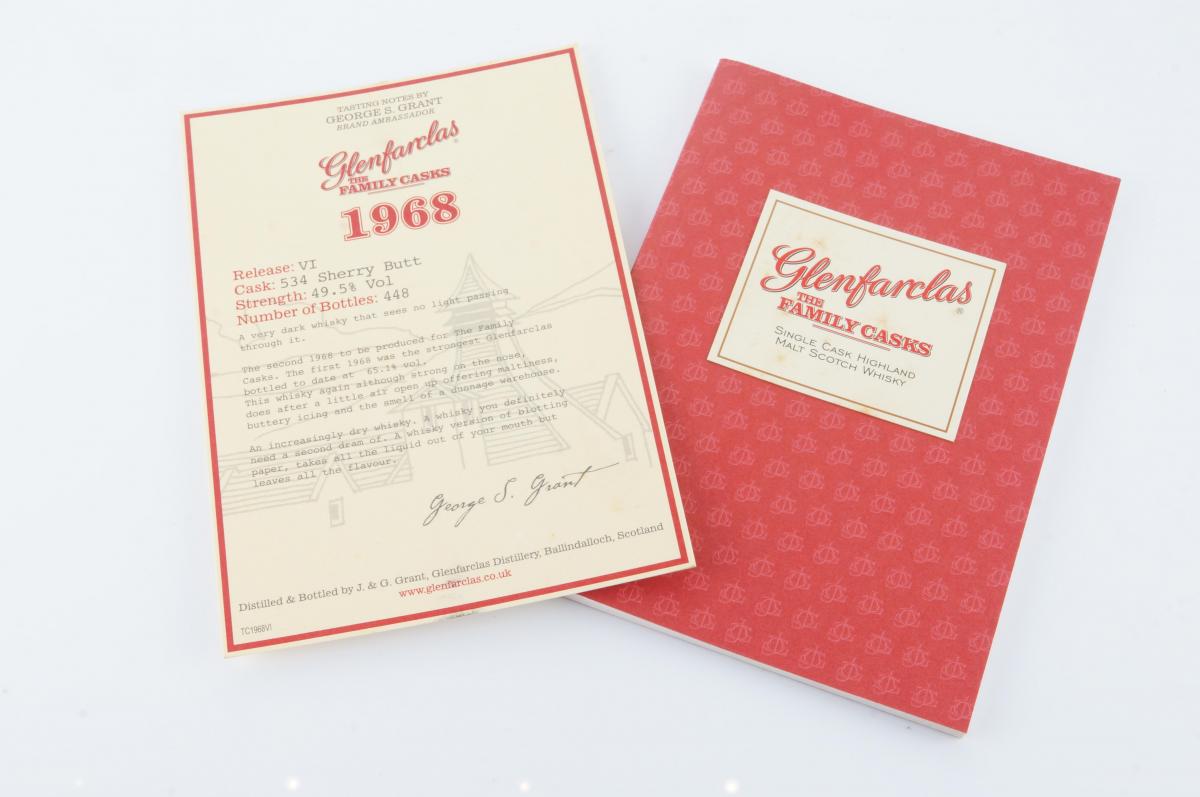 TASTING NOTES BY
GEORGE S. GRANT
BRAND AMBASSADOR
Glenfarclas®
THE
FAMILY CASKS
1968
Release: VI
Cask: 534 Sherry Butt
Strength: 49.5% Vol
Number of Bottles: 448
A very dark whisky that sees no light passing
through it.
The second 1968 to be produced for The Family
Casks. The first 1968 was the strongest Glenfarclas
bottled to date at 65.1% vol.
This whisky again although strong on the nose,
does after a little air open up offering maltiness,
buttery icing and the smell of a dunnage warehouse.
An increasingly dry whisky. A whisky you definitely
need a second dram of. A whisky version of blotting
paper, takes all the liquid out of your mouth but
leaves all the flavour.
George S. Grant
Distilled & Bottled by J. & G. Grant, Glenfarclas Distillery, Ballindalloch, Scotland
www.glenfarclas.co.uk
TC1968VI
Glenfarclas®
THE
FAMILY CASKS
SINGLE CASK HIGHLAND
MALT SCOTCH WHISKY